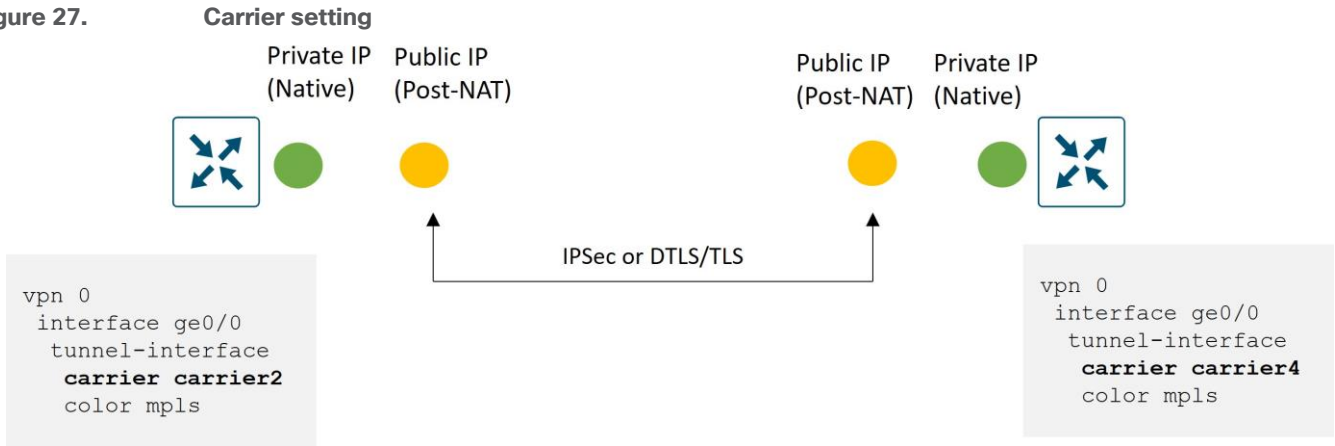 gure 27. Carrier setting
Private IP
(Native)
Public IP
(Post-NAT)
Public IP
(Post-NAT)
Private IP
(Native)
IPSec or DTLS/TLS
vpn 0
interface ge0/0
tunnel-interface
carrier carrier2
color mpls
vpn 0
interface ge0/0
tunnel-interface
carrier carrier4
color mpls